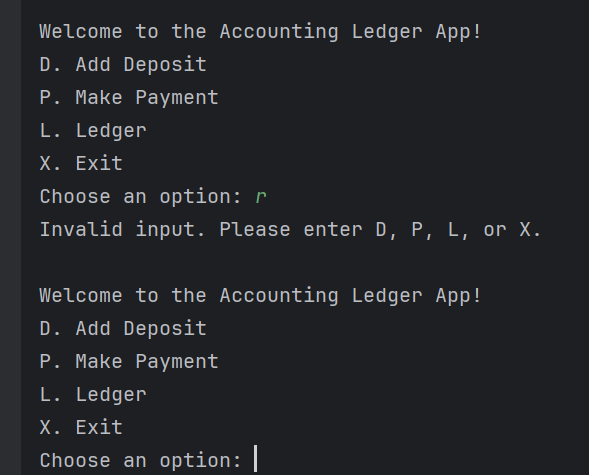 Welcome to the Accounting Ledger App!
D. Add Deposit
P. Make Payment
L. Ledger
X. Exit
Choose an option: r
Invalid input. Please enter D, P, L, or X.

Welcome to the Accounting Ledger App!
D. Add Deposit
P. Make Payment
L. Ledger
X. Exit
Choose an option: